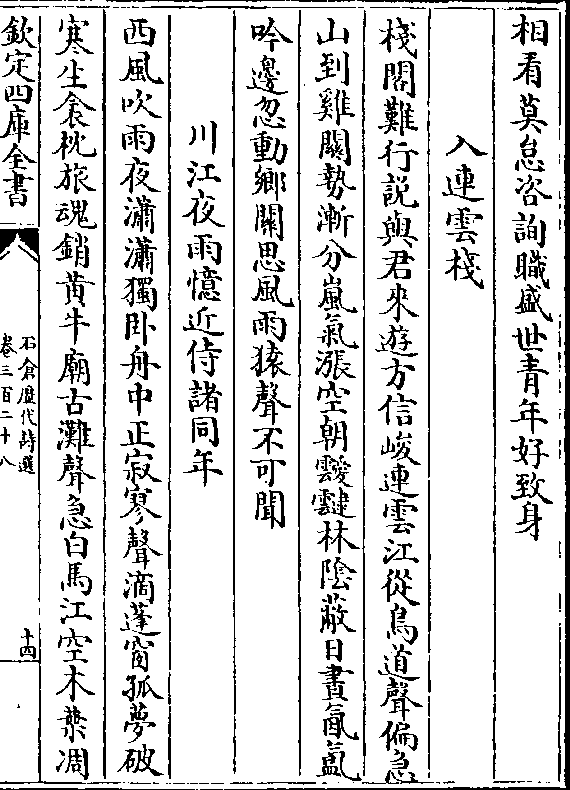 相看莫怠咨詢職盛世青年好致身
入連雲棧
棧閣難行説與君來遊方信峻連雲江從鳥道聲偏急
山到雞關勢漸分嵐氣漲空朝靉靆林陰蔽日晝氤氳
吟邊忽動鄉關思風雨猿聲不可聞
川江夜雨憶近侍諸同年
西風吹雨夜瀟瀟獨卧舟中正寂寥聲滴蓬窗孤夢破
寒生衾枕旅魂銷黄牛廟古灘聲急白馬江空木葉凋
欽定四庫全書
石倉歷代詩選
卷三百二十八
十四